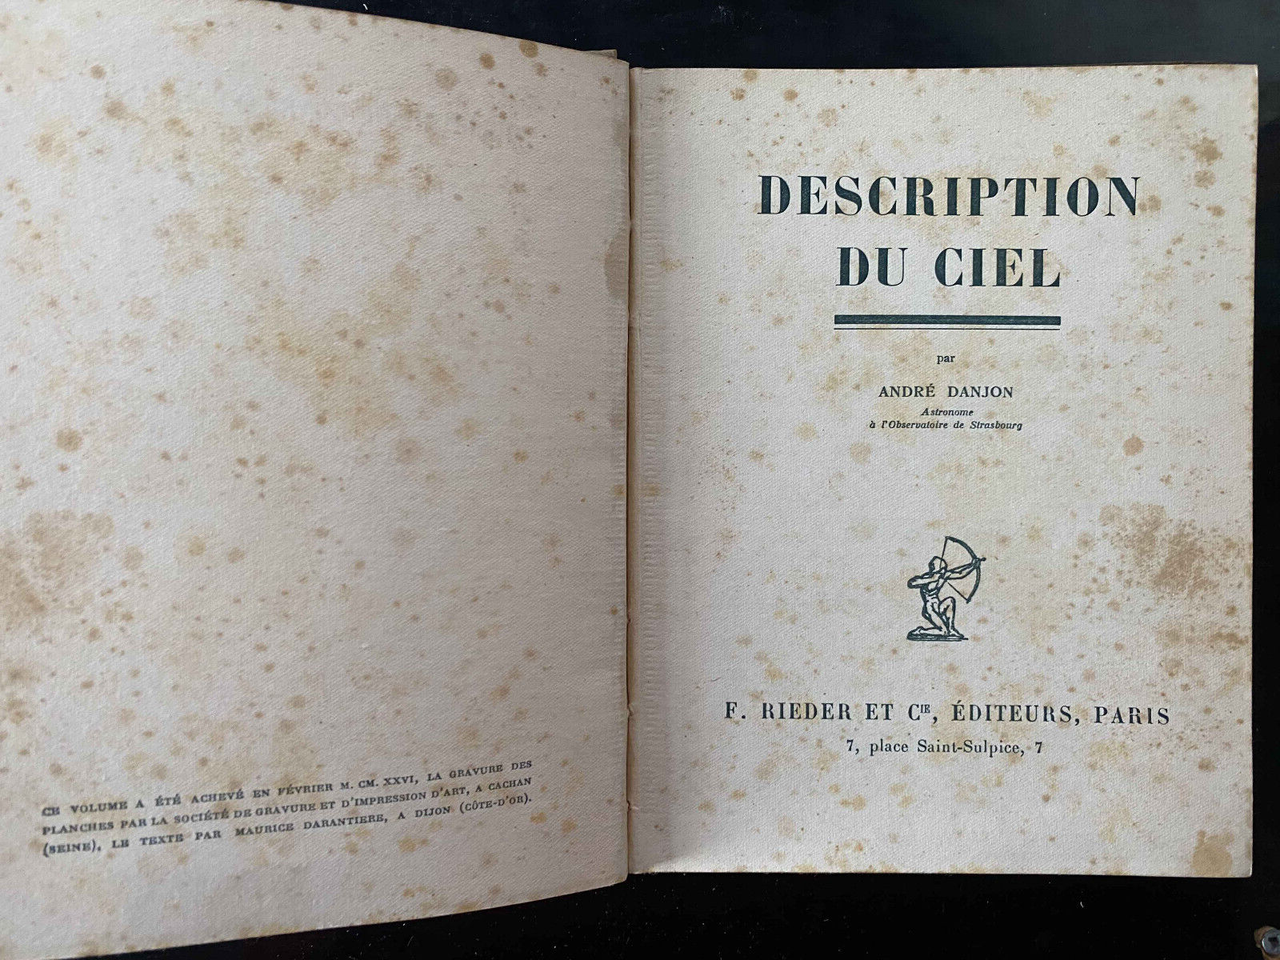 CE VOLUME A ÉTÉ ACHEVÉ EN FÉVRIER M. CM. XXVI, LA GRAVURE DES
PLANCHES PAR LA SOCIÉTÉ DE GRAVURE ET D'IMPRESSION D'ART, A CACHAN
(SEINE), LE TEXTE PAR MAURICE DARANTIERE, A DIJON (CÔTE-D'OR).
DESCRIPTION
DU CIEL
par
ANDRÉ DANJON
Astronome
à l'Observatoire de Strasbourg
F. RIEDER ET CIE, ÉDITEURS, PARIS
7, place Saint-Sulpice, 7